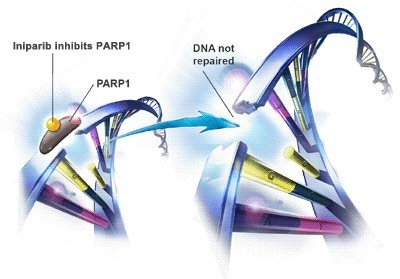 Iniparib inhibits PARP1
PARP1
DNA not
repaired
G
A